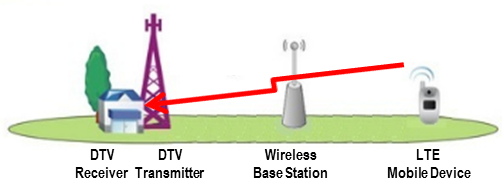 DTV Receiver
DTV Transmitter
Wireless Base Station
LTE Mobile Device